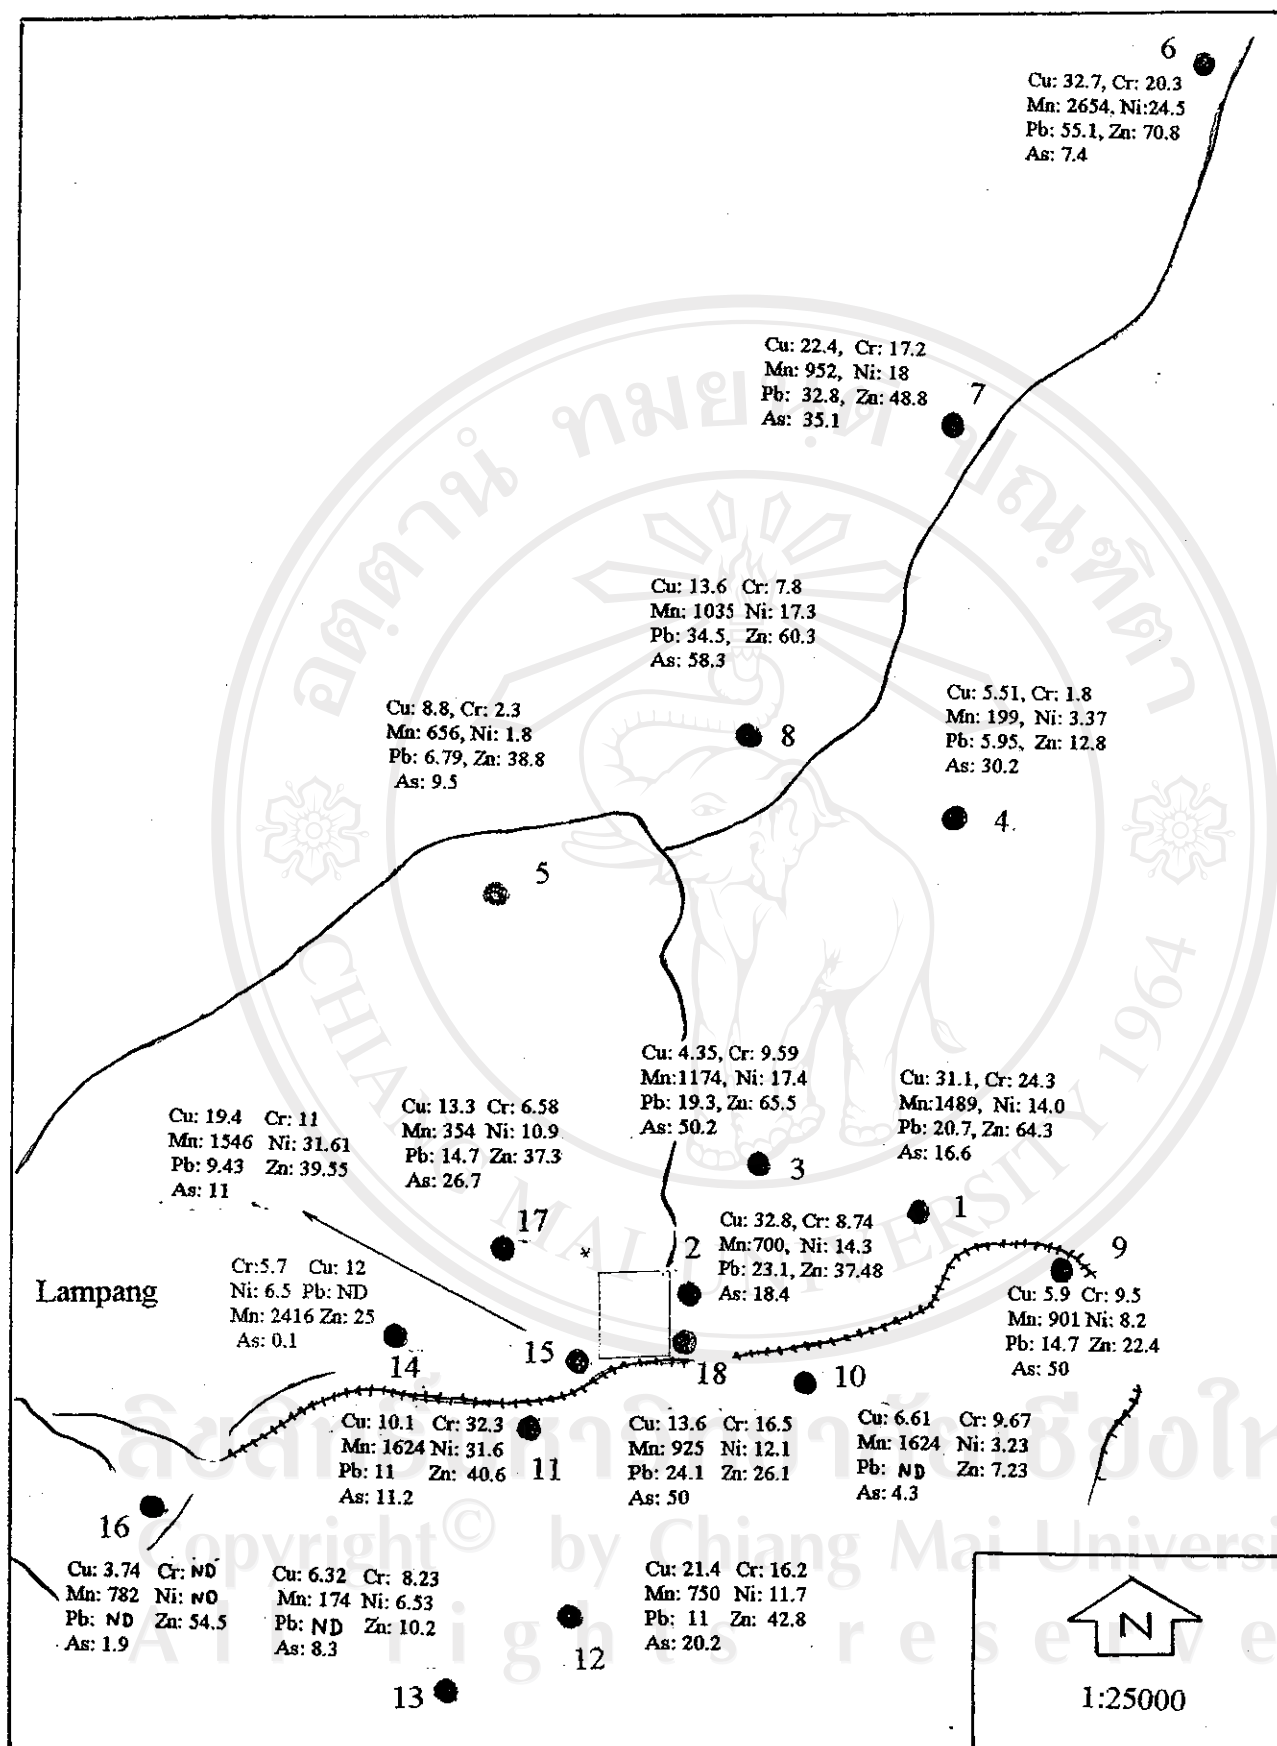 6
Cu: 32.7, Cr: 20.3
Mn: 2654, Ni:24.5
Pb: 55.1, Zn: 70.8
As: 7.4
Cu: 22.4, Cr: 17.2
Mn: 952, Ni: 18
Pb: 32.8, Zn: 48.8
As: 35.1
7
Cu: 13.6 Cr: 7.8
Mn: 1035 Ni: 17.3
Pb: 34.5, Zn: 60.3
As: 58.3
8
Cu: 5.51, Cr: 1.8
Mn: 199, Ni: 3.37
Pb: 5.95, Zn: 12.8
As: 30.2
4
Cu: 8.8, Cr: 2.3
Mn: 656, Ni: 1.8
Pb: 6.79, Zn: 38.8
As: 9.5
5
Cu: 4.35, Cr: 9.59
Mn:1174, Ni: 17.4
Pb: 19.3, Zn: 65.5
As: 50.2
3
Cu: 31.1, Cr: 24.3
Mn:1489, Ni: 14.0
Pb: 20.7, Zn: 64.3
As: 16.6
1
Cu: 19.4 Cr: 11
Mn: 1546 Ni: 31.61
Pb: 9.43 Zn: 39.55
As: 11
Cu: 13.3 Cr: 6.58
Mn: 354 Ni: 10.9
Pb: 14.7 Zn: 37.3
As: 26.7
17
*
2
Cu: 32.8, Cr: 8.74
Mn:700, Ni: 14.3
Pb: 23.1, Zn: 37.48
As: 18.4
9
Cu: 5.9 Cr: 9.5
Mn: 901 Ni: 8.2
Pb: 14.7 Zn: 22.4
As: 50
Lampang
Cr:5.7 Cu: 12
Ni: 6.5 Pb: ND
Mn: 2416 Zn: 25
As: 0.1
14
15
18
10
Cu: 10.1 Cr: 32.3
Mn: 1624 Ni: 31.6
Pb: 11 Zn: 40.6
As: 11.2
11
Cu: 13.6 Cr: 16.5
Mn: 925 Ni: 12.1
Pb: 24.1 Zn: 26.1
As: 50
Cu: 6.61 Cr: 9.67
Mn: 1624 Ni: 3.23
Pb: ND Zn: 7.23
As: 4.3
16
Cu: 3.74 Cr: ND
Mn: 782 Ni: ND
Pb: ND Zn: 54.5
As: 1.9
Cu: 6.32 Cr: 8.23
Mn: 174 Ni: 6.53
Pb: ND Zn: 10.2
As: 8.3
13
12
Cu: 21.4 Cr: 16.2
Mn: 750 Ni: 11.7
Pb: 11 Zn: 42.8
As: 20.2
N
1:25000
CHIANG MAI UNIVERSITY 1964
Copyright© by Chiang Mai Universi
All rights reserve